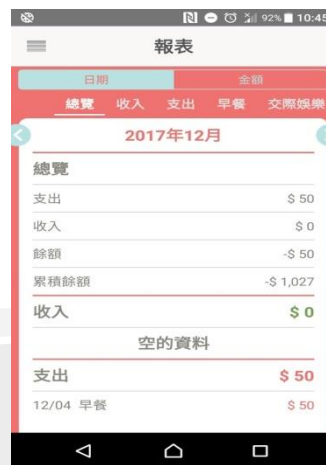 92% 10:45
報表
日期 金額
總覽 收入 支出 早餐 交際娛樂
2017年12月
總覽
支出 $ 50
收入 $ 0
餘額 -$ 50
累積餘額 -$ 1,027
收入 $ 0
空的資料
支出 $ 50
12/04 早餐 $ 50